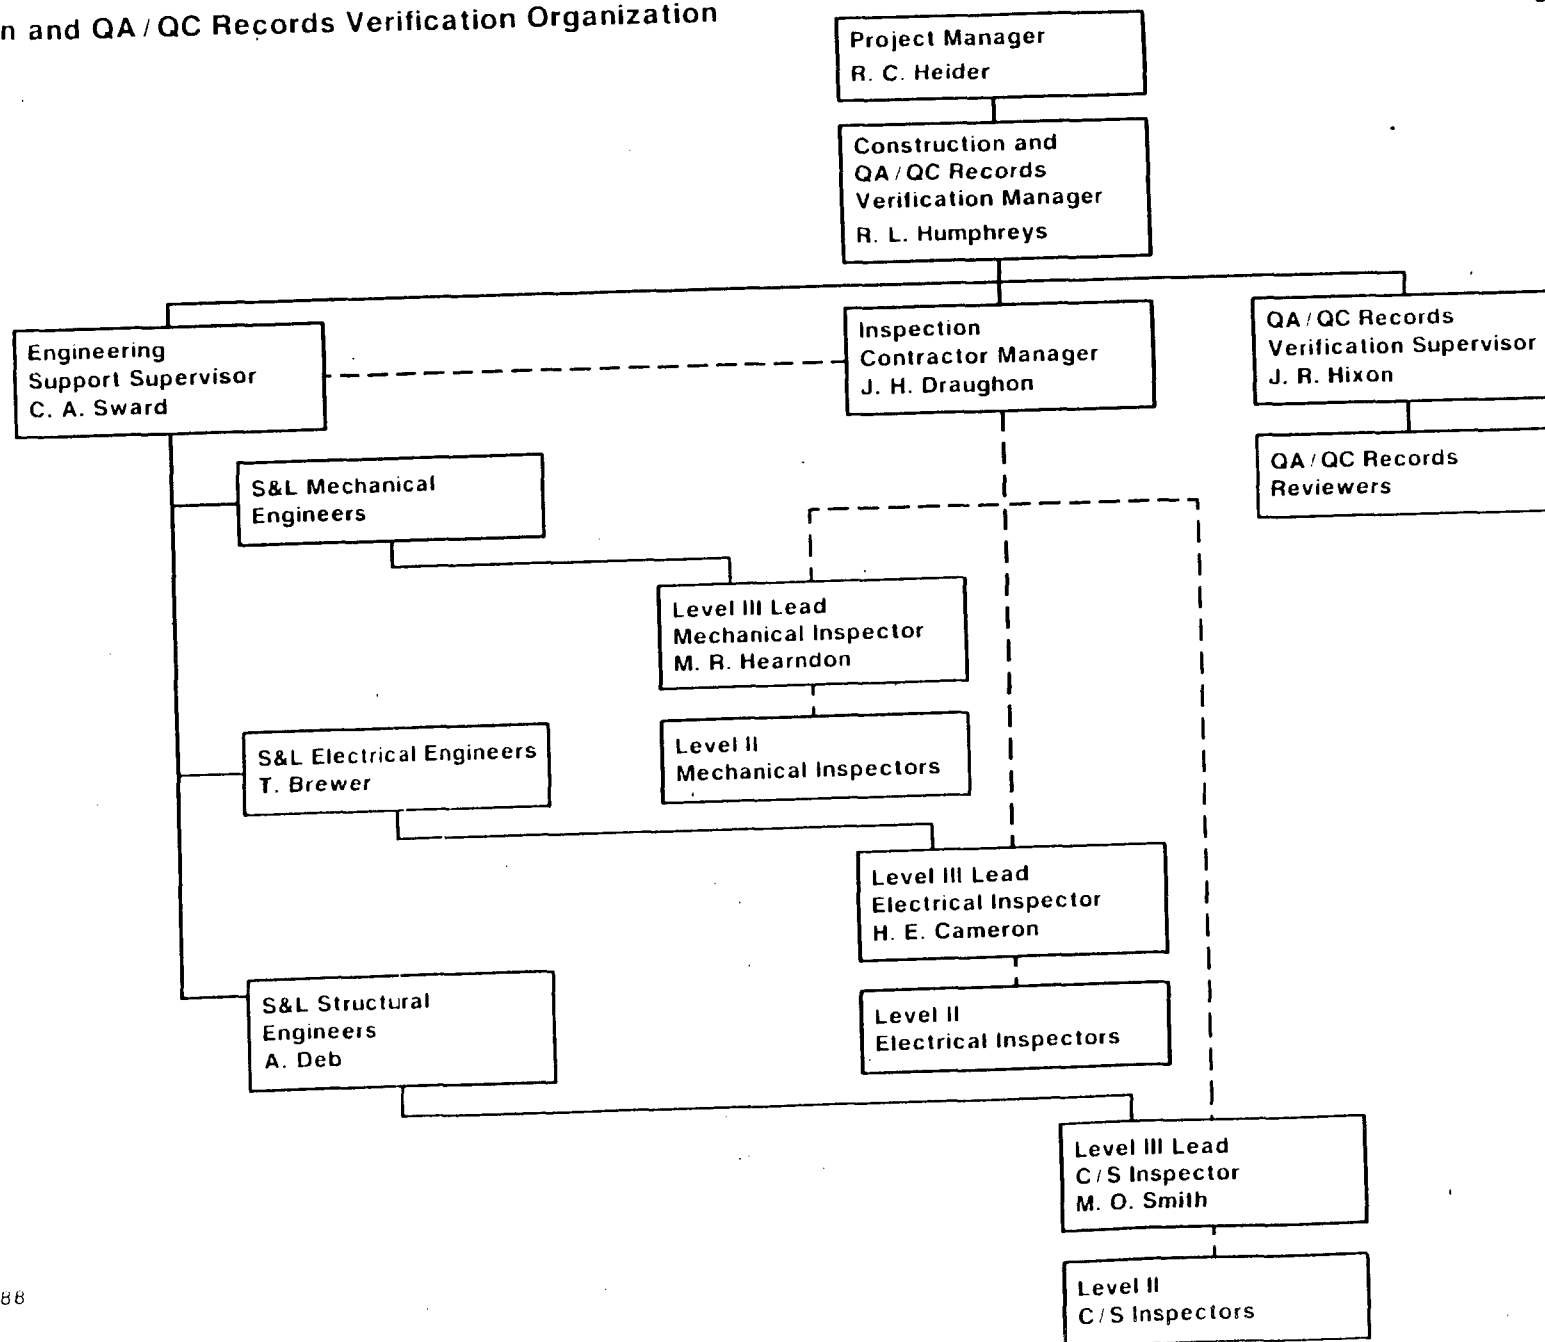 n and QA/QC Records Verification Organization
Project Manager
R. C. Heider
Construction and
QA/QC Records
Verification Manager
R. L. Humphreys
Engineering
Support Supervisor
C. A. Sward
Inspection
Contractor Manager
J. H. Draughon
QA/QC Records
Verification Supervisor
J. R. Hixon
QA/QC Records
Reviewers
S&L Mechanical
Engineers
Level III Lead
Mechanical Inspector
M. R. Hearndon
Level II
Mechanical Inspectors
S&L Electrical Engineers
T. Brewer
Level III Lead
Electrical Inspector
H. E. Cameron
Level II
Electrical Inspectors
S&L Structural
Engineers
A. Deb
Level III Lead
C/S Inspector
M. O. Smith
Level II
C/S Inspectors
88